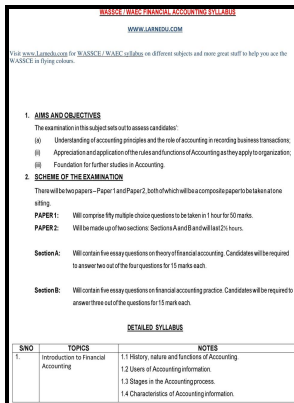 WASSCE / WAEC FINANCIAL ACCOUNTING SYLLABUS
WWW.LARNEDU.COM
Visit www.Larnedu.com for WASSCE / WAEC syllabus on different subjects and more great stuff to help you ace the
WASSCE in flying colours.
1. AIMS AND OBJECTIVES
The examination in this subject sets out to assess candidates':
(a) Understanding of accounting principles and the role of accounting in recording business transactions;
(ii) Appreciation and application of the rules and functions of Accounting as they apply to organization;
(iii) Foundation for further studies in Accounting.
2. SCHEME OF THE EXAMINATION
There will be two papers – Paper 1 and Paper 2, both of which will be a composite paper to be taken at one
sitting.
PAPER 1: Will comprise fifty multiple choice questions to be taken in 1 hour for 50 marks.
PAPER 2: Will be made up of two sections: Sections A and B and will last 2½ hours.
Section A: Will contain five essay questions on theory of financial accounting. Candidates will be required
to answer two out of the four questions for 15 marks each.
Section B: Will contain five essay questions on financial accounting practice. Candidates will be required to
answer three out of the questions for 15 mark each.
DETAILED SYLLABUS
S/NO TOPICS NOTES
1. Introduction to Financial Accounting
1.1 History, nature and functions of Accounting.
1.2 Users of Accounting information.
1.3 Stages in the Accounting process.
1.4 Characteristics of Accounting information.